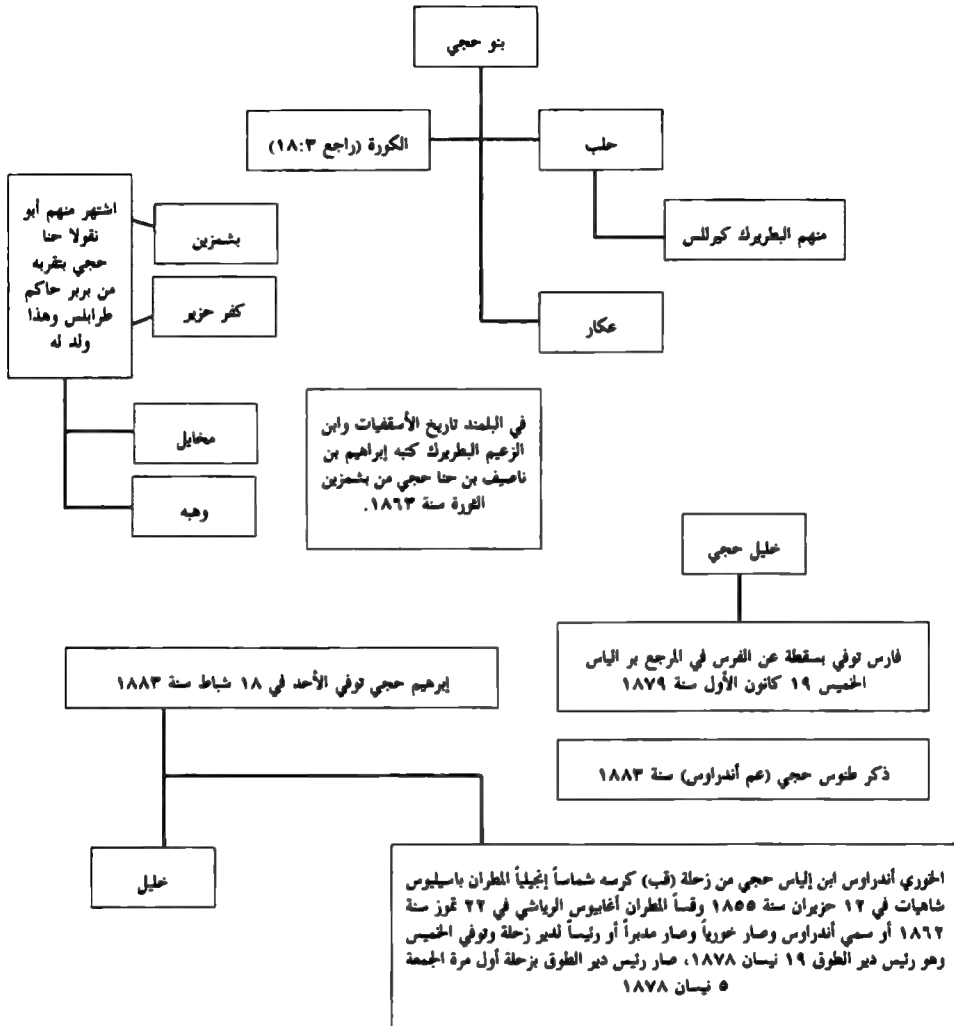 بنو حجي
حلب
الكورة (راجع ١٨:٣)
منهم البطريرك كيرللس
عكار
اشتهر منهم أبو
نقولا حنا
حجي بتقربه
من بربر حاكم
طرابلس وهذا
ولد له
بشمزين
كفر حزير
مخايل
وهبه
في البلمند تاريخ الأسقفيات وابن
الزعيم البطريرك كتبه إبراهيم بن
ناصيف بن حنا حجي من بشمزين
الثورة سنة ١٨٦٣.
خليل حجي
فارس توفي بسقطة عن الفرس في المرجع بر الياس
الخميس ١٩ كانون الأول سنة ١٨٧٩
ذكر طنوس حجي (عم أندراوس) سنة ١٨٨٣
إبرهيم حجي توفي الأحد في ١٨ شباط سنة ١٨٨٣
خليل
الخوري أندراوس ابن إلياس حجي من زحلة (قب) كرسه شماساً إنجيلياً المطران باسيليوس
شاهيات في ١٢ حزيران سنة ١٨٥٥ وقساً المطران أغابيوس الرياشي في ٢٢ تموز سنة
١٨٦٢ أو سمي أندراوس وصار خورياً وصار مدبراً أو رئيساً لدير زحلة وتوفي الخميس
وهو رئيس دير الطوق ١٩ نيسان ١٨٧٨، صار رئيس دير الطوق بزحلة أول مرة الجمعة
٥ نيسان ١٨٧٨